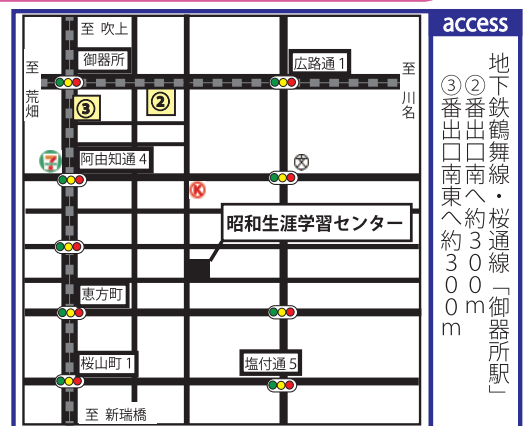 access
地下鉄鶴舞線・桜通線「御器所駅」
②番出口南へ約３００ｍ
③番出口南東へ約３００ｍ
至 吹上
御器所
広路通1
至 荒畑
至 川名
③
②
7
阿由知通4
文
K
昭和生涯学習センター
恵方町
桜山町1
塩付通5
至 新瑞橋